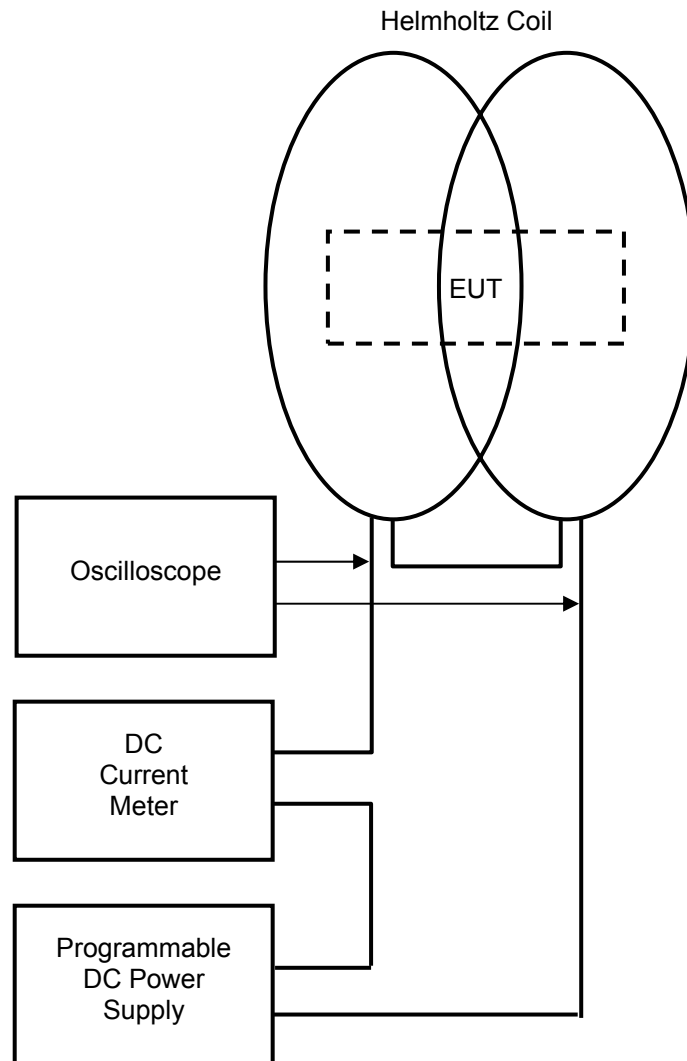 Helmholtz Coil
EUT
Oscilloscope
DC
Current
Meter
Programmable
DC Power
Supply